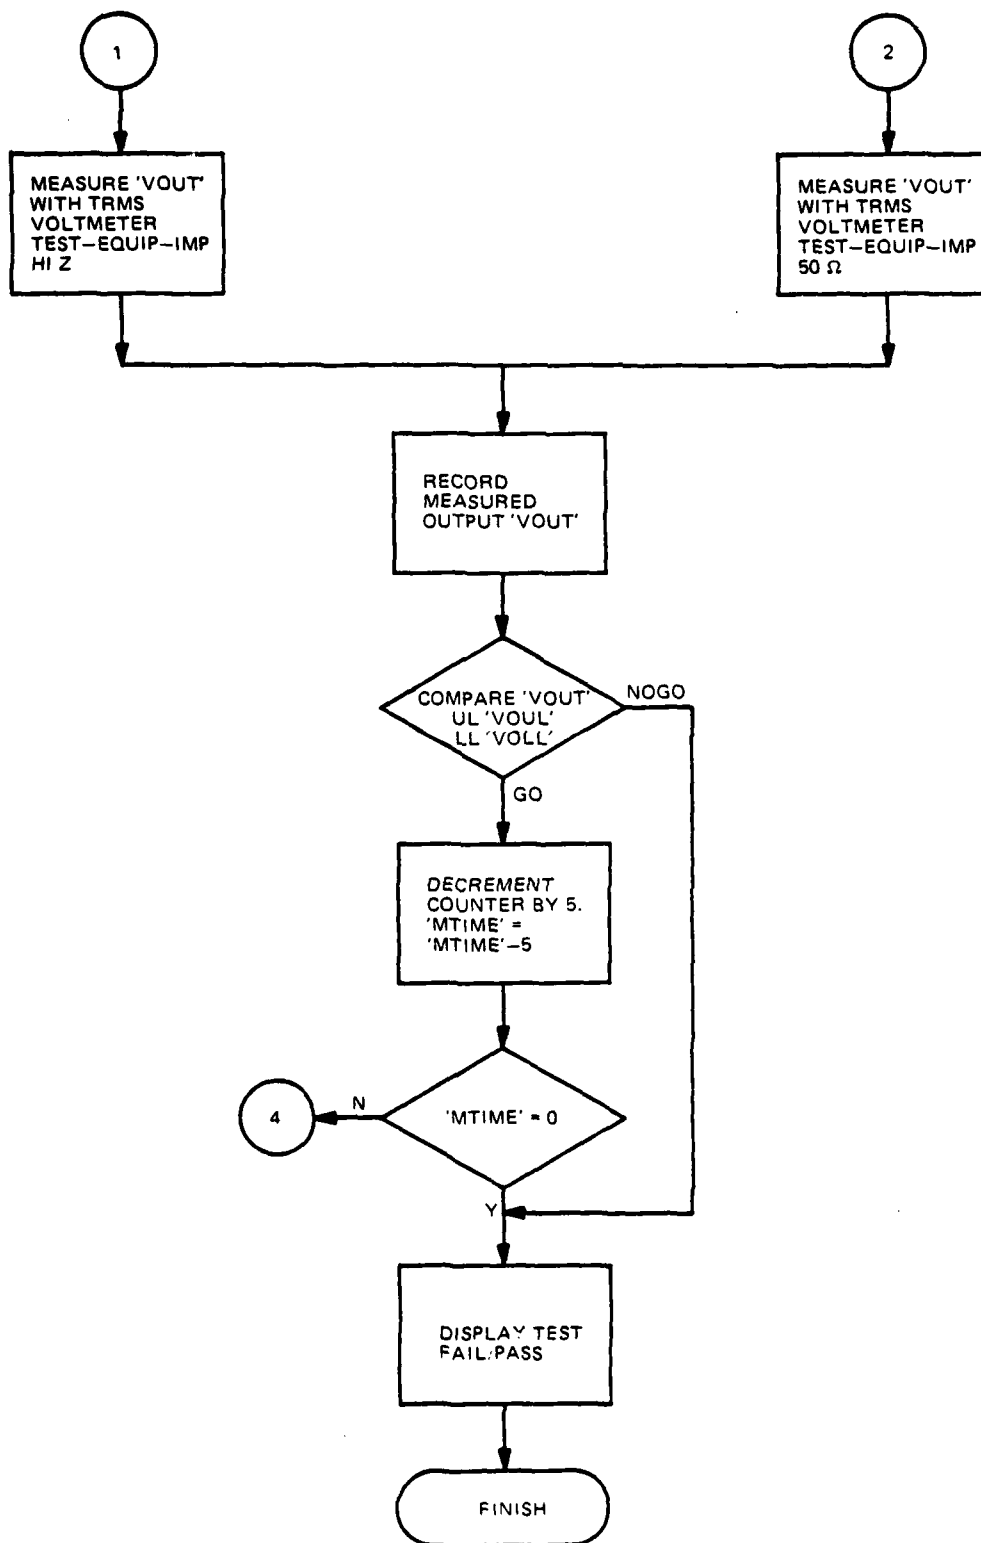 1
2
MEASURE 'VOUT'
WITH TRMS
VOLTMETER
TEST-EQUIP-IMP
HI Z
MEASURE 'VOUT'
WITH TRMS
VOLTMETER
TEST-EQUIP-IMP
50 Ω
RECORD
MEASURED
OUTPUT 'VOUT'
COMPARE 'VOUT'
UL 'VOUL'
LL 'VOLL'
NOGO
GO
DECREMENT
COUNTER BY 5.
'MTIME' =
'MTIME'-5
4
N
'MTIME' = 0
Y
DISPLAY TEST
FAIL/PASS
FINISH